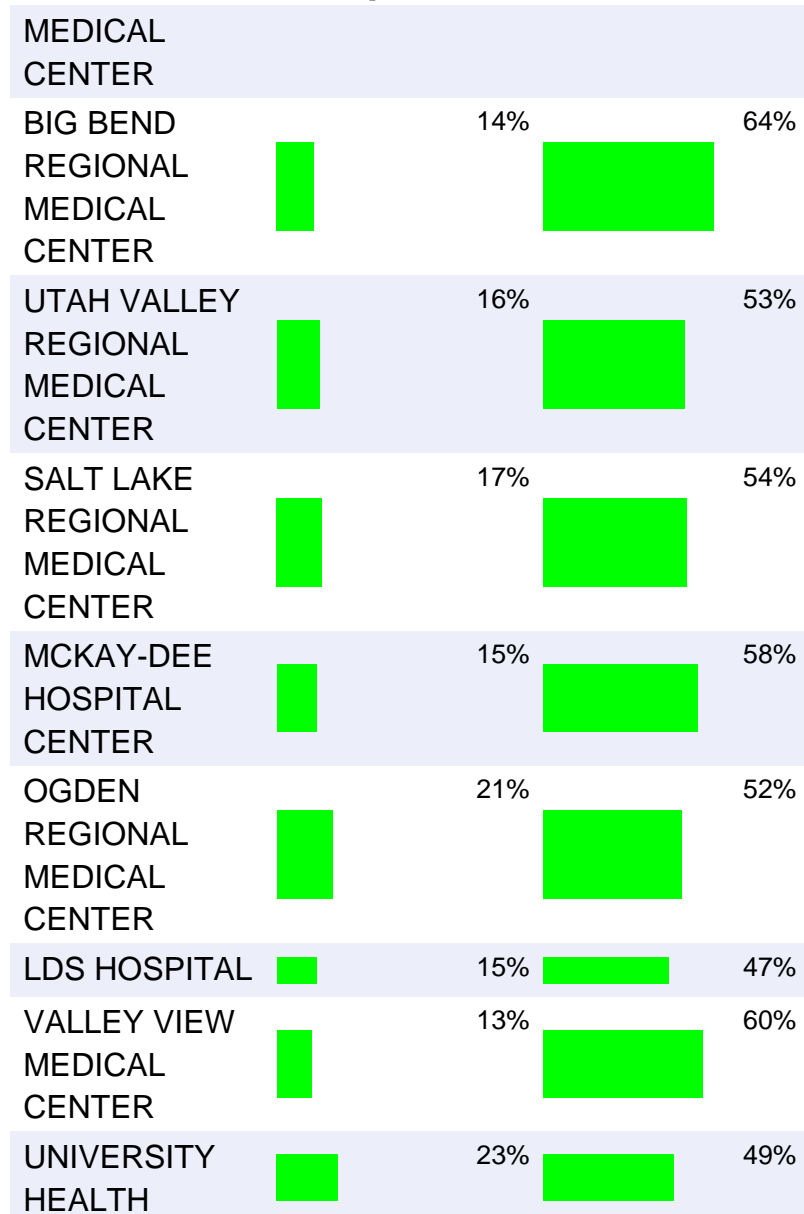 MEDICAL
CENTER
BIG BEND 14% 64%
REGIONAL
MEDICAL
CENTER
UTAH VALLEY 16% 53%
REGIONAL
MEDICAL
CENTER
SALT LAKE 17% 54%
REGIONAL
MEDICAL
CENTER
MCKAY-DEE 15% 58%
HOSPITAL
CENTER
OGDEN 21% 52%
REGIONAL
MEDICAL
CENTER
LDS HOSPITAL 15% 47%
VALLEY VIEW 13% 60%
MEDICAL
CENTER
UNIVERSITY 23% 49%
HEALTH